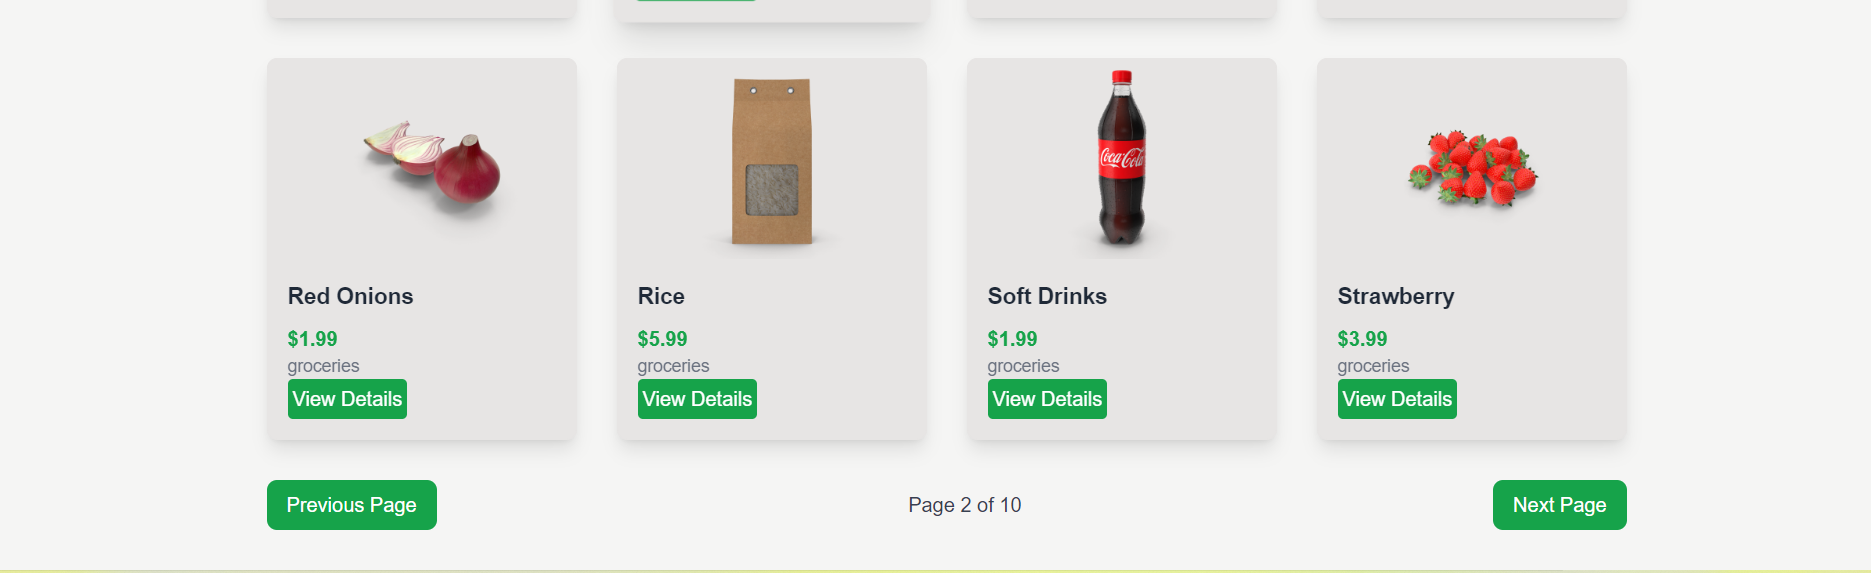 Coca-Cola
Red Onions
$1.99
groceries
View Details
Rice
$5.99
groceries
View Details
Soft Drinks
$1.99
groceries
View Details
Strawberry
$3.99
groceries
View Details
Previous Page
Page 2 of 10
Next Page